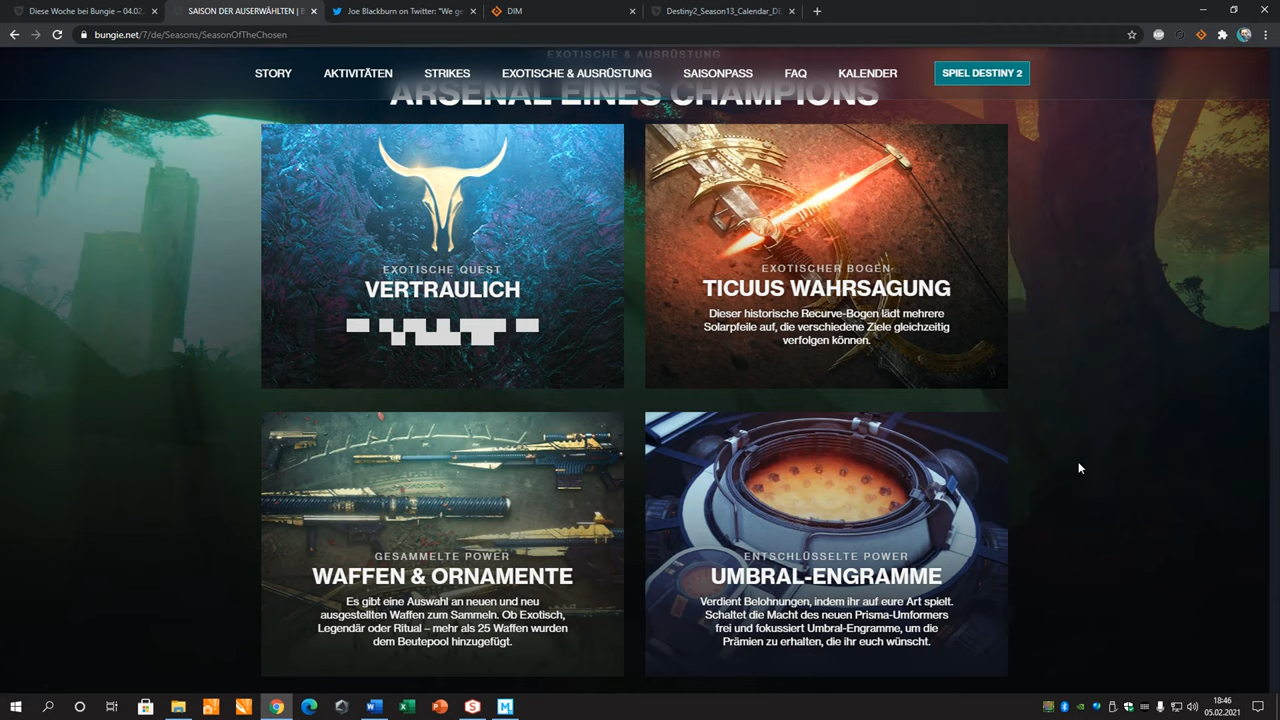 Diese Woche bei Bungie – 04.02.
SAISON DER AUSERWÄHLTEN | B
Joe Blackburn on Twitter: "We ge
DIM
Destiny2_Season13_Calendar_DE
bungie.net/7/de/Seasons/SeasonOfTheChosen
EXOTISCHE & AUSRÜSTUNG
STORY
AKTIVITÄTEN
STRIKES
EXOTISCHE & AUSRÜSTUNG
SAISONPASS
FAQ
KALENDER
SPIEL DESTINY 2
ARSENAL EINES CHAMPIONS
EXOTISCHE QUEST
VERTRAULICH
EXOTISCHER BOGEN
TICUUS WAHRSAGUNG
Dieser historische Recurve-Bogen lädt mehrere
Solarpfeile auf, die verschiedene Ziele gleichzeitig
verfolgen können.
GESAMMELTE POWER
WAFFEN & ORNAMENTE
Es gibt eine Auswahl an neuen und neu
ausgestellten Waffen zum Sammeln. Ob Exotisch,
Legendär oder Ritual – mehr als 25 Waffen wurden
dem Beutepool hinzugefügt.
ENTSCHLÜSSELTE POWER
UMBRAL-ENGRAMME
Verdient Belohnungen, indem ihr auf eure Art spielt.
Schaltet die Macht des neuen Prisma-Umformers
frei und fokussiert Umbral-Engramme, um die
Prämien zu erhalten, die ihr euch wünscht.
18:46
05.02.2021